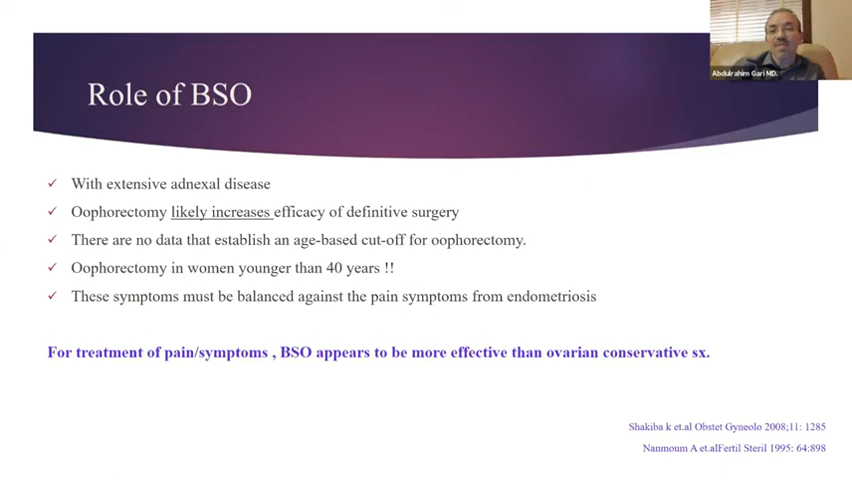 Abdulrahim Gari MD.
Role of BSO
With extensive adnexal disease
Oophorectomy likely increases efficacy of definitive surgery
There are no data that establish an age-based cut-off for oophorectomy.
Oophorectomy in women younger than 40 years !!
These symptoms must be balanced against the pain symptoms from endometriosis
For treatment of pain/symptoms , BSO appears to be more effective than ovarian conservative sx.
Shakiba k et.al Obstet Gyneolo 2008;11: 1285
Nanmoum A et.alFertil Steril 1995: 64:898